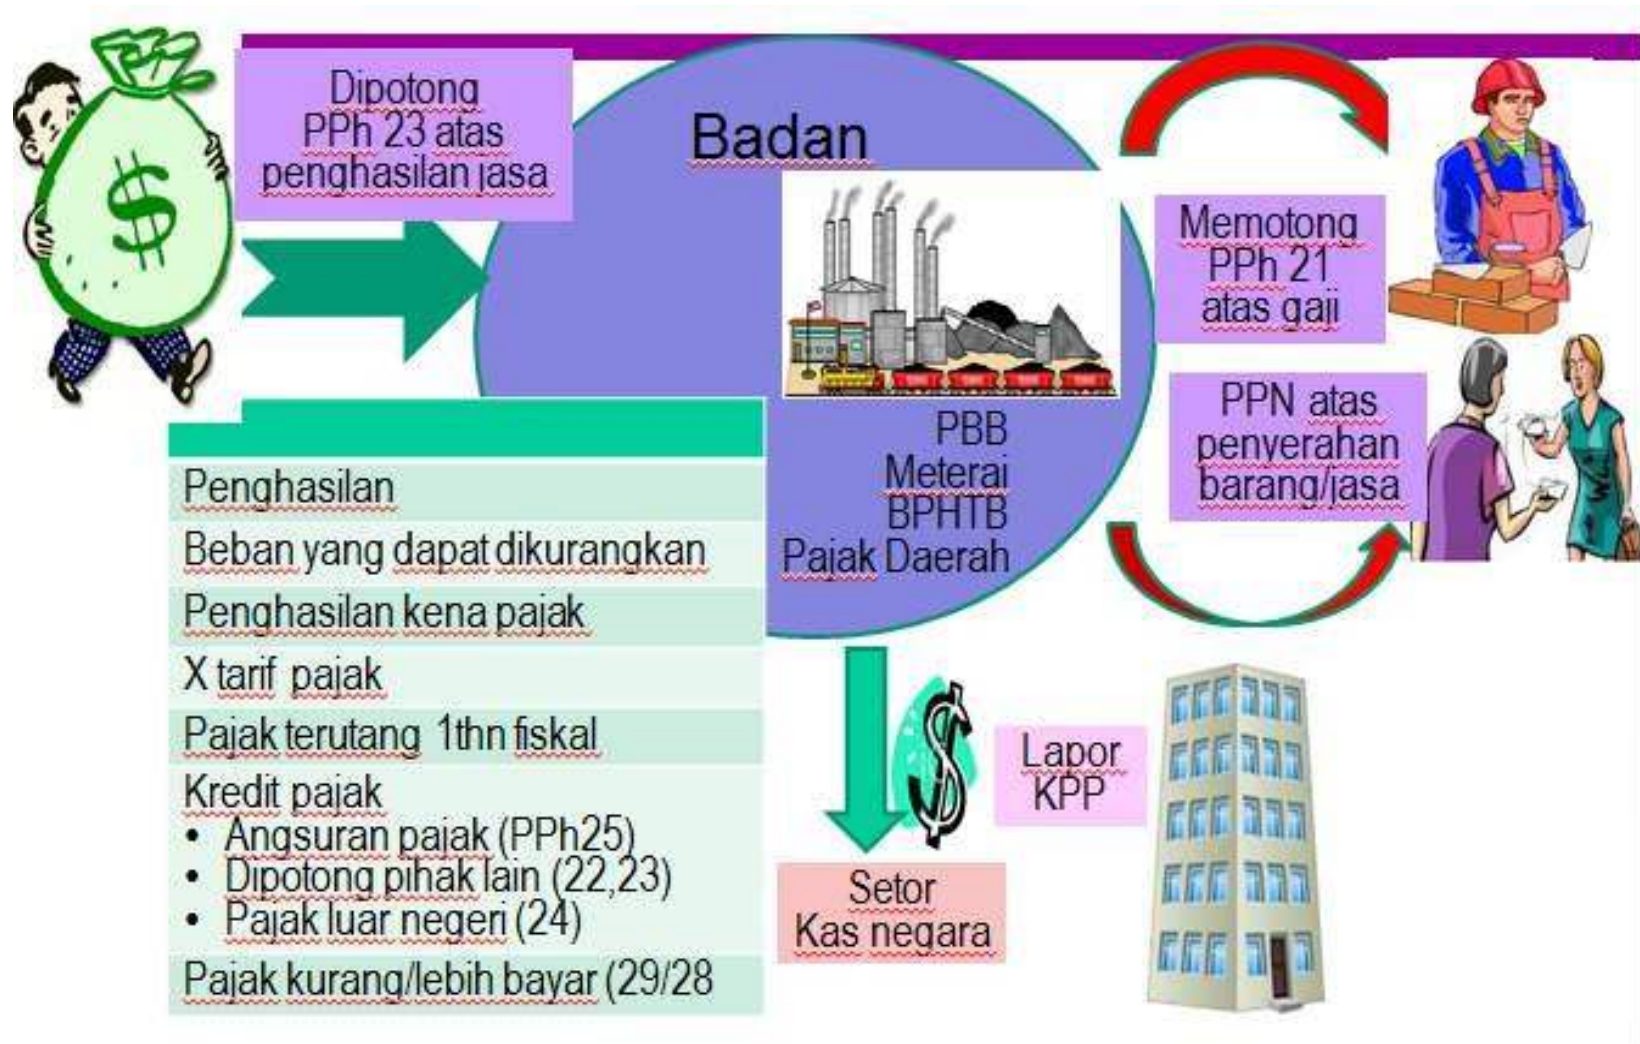 Dipotong
PPh 23 atas
penghasilan jasa
Badan
Memotong
PPh 21
atas gaji
PPN atas
penyerahan
barang/jasa
PBB
Meterai
BPHTB
Pajak Daerah
Penghasilan
Beban yang dapat dikurangkan
Penghasilan kena pajak
X tarif pajak
Pajak terutang 1thn fiskal
Kredit pajak
• Angsuran pajak (PPh25)
• Dipotong pihak lain (22,23)
• Pajak luar negeri (24)
Pajak kurang/lebih bayar (29/28
Setor
Kas negara
Lapor
KPP